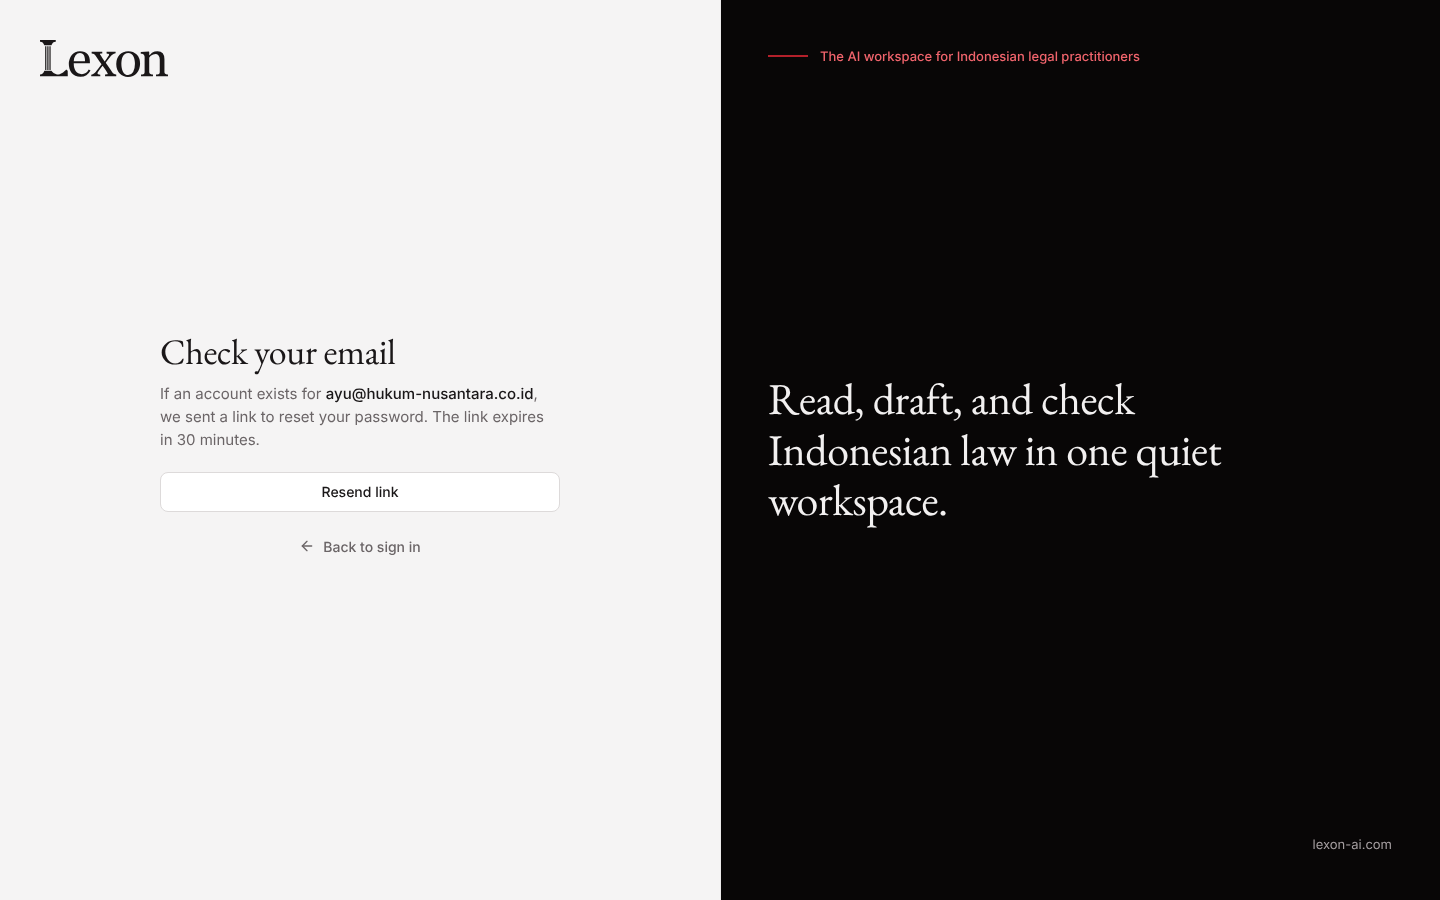 Lexon
Check your email
If an account exists for ayu@hukum-nusantara.co.id,
we sent a link to reset your password. The link expires
in 30 minutes.
Resend link
Back to sign in
The AI workspace for Indonesian legal practitioners
Read, draft, and check
Indonesian law in one quiet
workspace.
lexon-ai.com